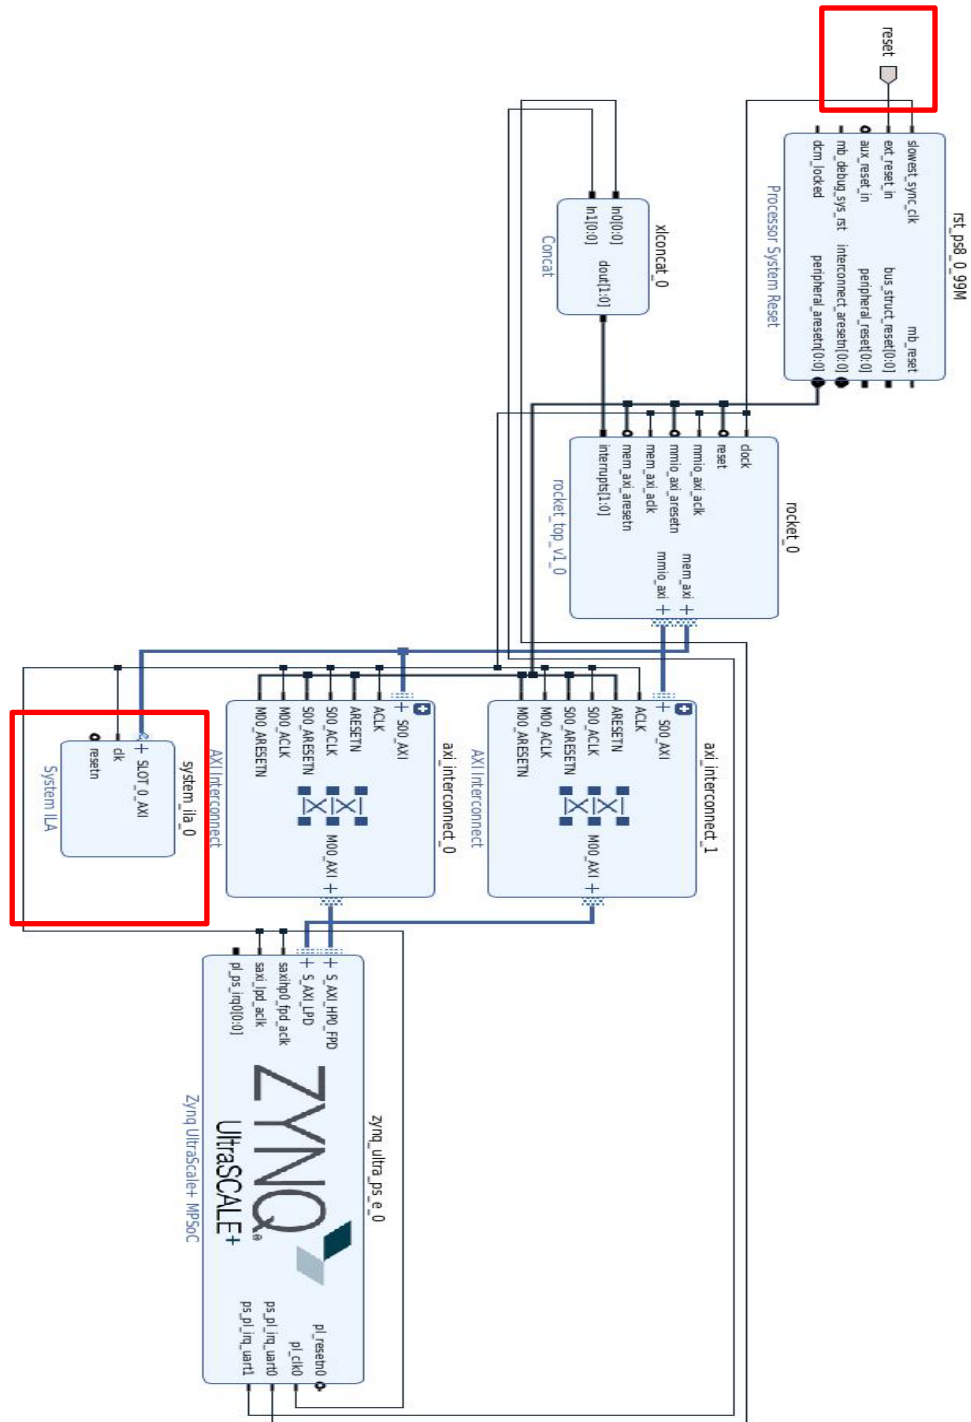 reset
rst_ps8_0_99M
slowest_sync_clk
ext_reset_in
aux_reset_in
mb_debug_sys_rst
dcm_locked
mb_reset
bus_struct_reset[0:0]
peripheral_reset[0:0]
interconnect_aresetn[0:0]
peripheral_aresetn[0:0]
Processor System Reset
xlconcat_0
In0[0:0]
In1[0:0]
dout[1:0]
Concat
rocket_0
clock
reset
mmio_axi_aclk
mmio_axi_aresetn
mem_axi_aclk
mem_axi_aresetn
interrupts[1:0]
mem_axi
mmio_axi
rocket_top_v1_0
axi_interconnect_1
S00_AXI
ACLK
ARESETN
S00_ACLK
S00_ARESETN
M00_ACLK
M00_ARESETN
M00_AXI
AXI Interconnect
axi_interconnect_0
S00_AXI
ACLK
ARESETN
S00_ACLK
S00_ARESETN
M00_ACLK
M00_ARESETN
M00_AXI
AXI Interconnect
system_ila_0
SLOT_0_AXI
clk
resetn
System ILA
zynq_ultra_ps_e_0
S_AXI_HP0_FPD
S_AXI_LPD
saxihp0_fpd_aclk
saxi_lpd_aclk
pl_ps_irq0[0:0]
ZYNQ®
UltraSCALE+
pl_resetn0
pl_clk0
ps_pl_irq_uart0
ps_pl_irq_uart1
Zynq UltraScale+ MPSoC